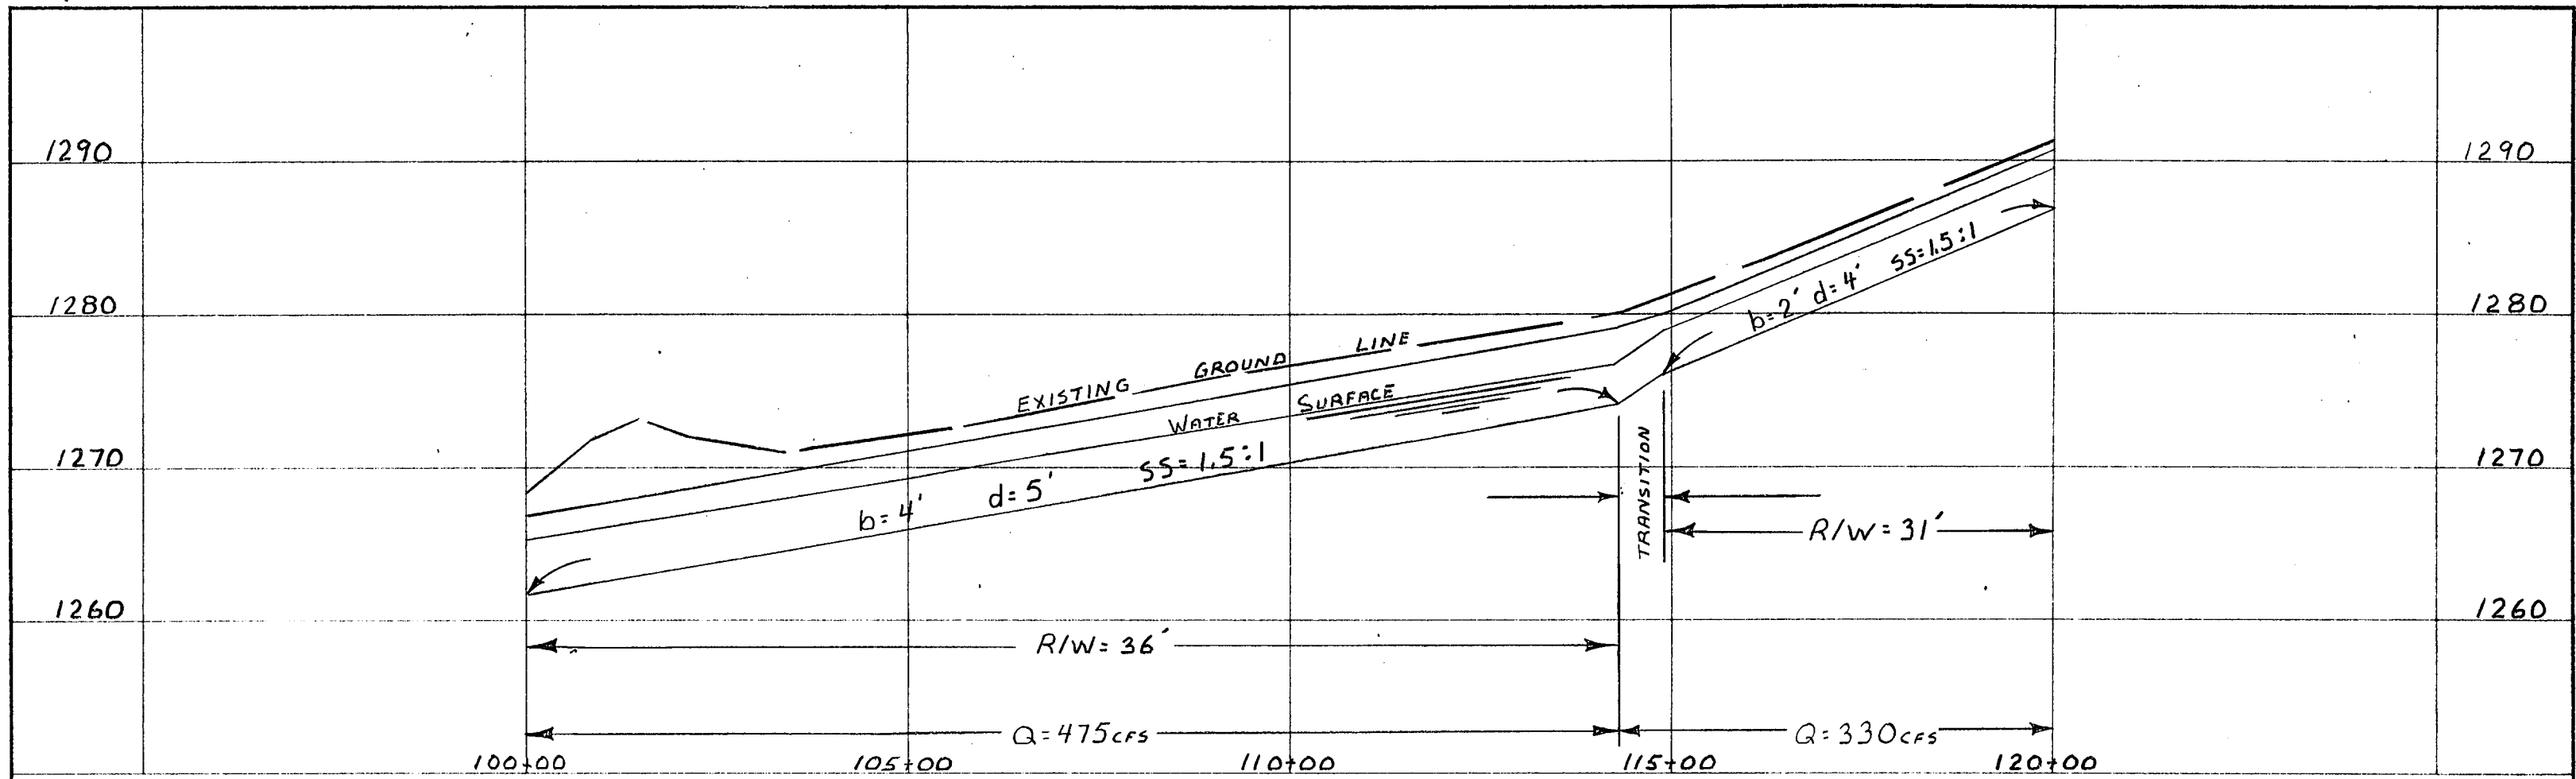 1290
1290
1280
1280
1270
1270
1260
1260
EXISTING GROUND LINE
WATER SURFACE
b=4' d=5' SS=1.5:1
b=2' d=4' SS=1.5:1
TRANSITION
R/W=31'
R/W=36'
Q=475CFS
Q=330CFS
100+00 105+00 110+00 115+00 120+00